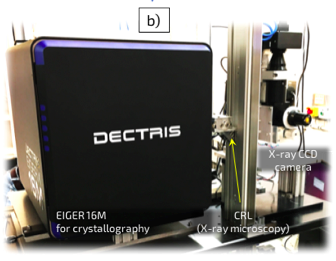 b)
DECTRIS
X-ray CCD
camera
EIGER 16M
for crystallography
CRL
(X-ray microscopy)